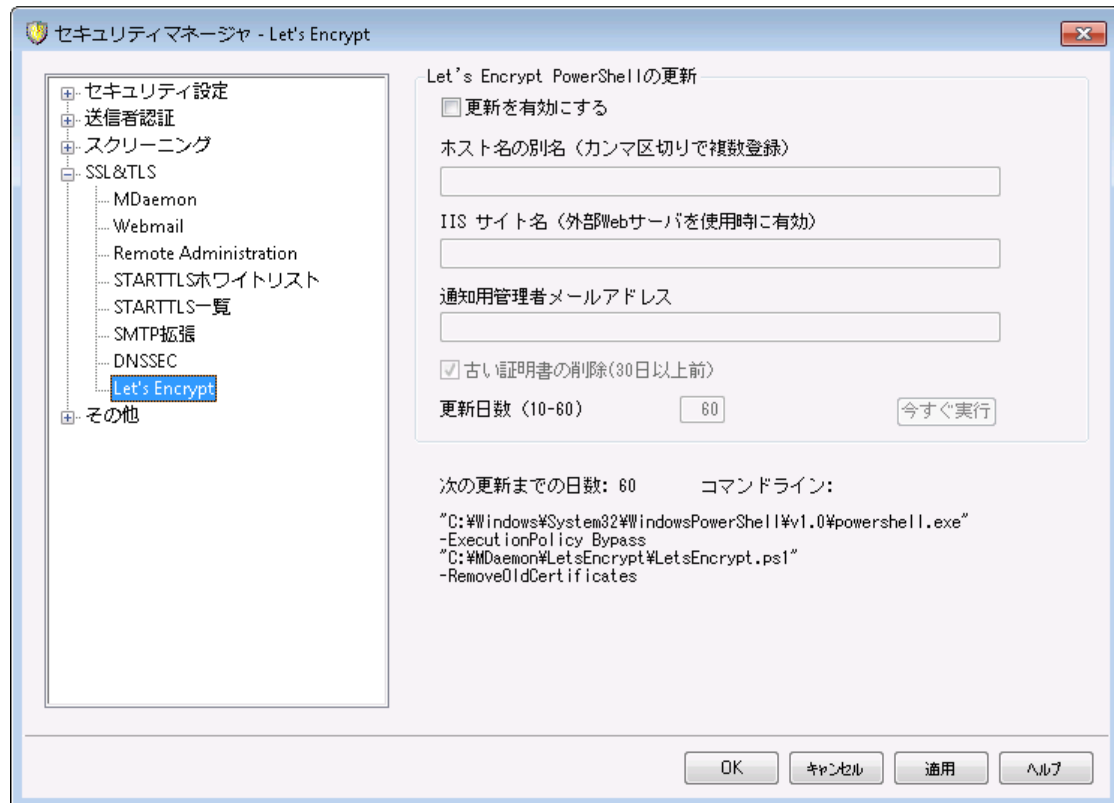 セキュリティマネージャ - Let's Encrypt
セキュリティ設定
送信者認証
スクリーニング
SSL&TLS
MDaemon
Webmail
Remote Administration
STARTTLSホワイトリスト
STARTTLS一覧
SMTP拡張
DNSSEC
Let's Encrypt
その他
Let's Encrypt PowerShellの更新
更新を有効にする
ホスト名の別名（カンマ区切りで複数登録）
IIS サイト名（外部Webサーバを使用時に有効）
通知用管理者メールアドレス
古い証明書の削除(30日以上前)
更新日数（10-60） 60 今すぐ実行
次の更新までの日数: 60 コマンドライン:
"C:¥Windows¥System32¥WindowsPowerShell¥v1.0¥powershell.exe"
-ExecutionPolicy Bypass
"C:¥MDaemon¥LetsEncrypt¥LetsEncrypt.ps1"
-RemoveOldCertificates
OK キャンセル 適用 ヘルプ